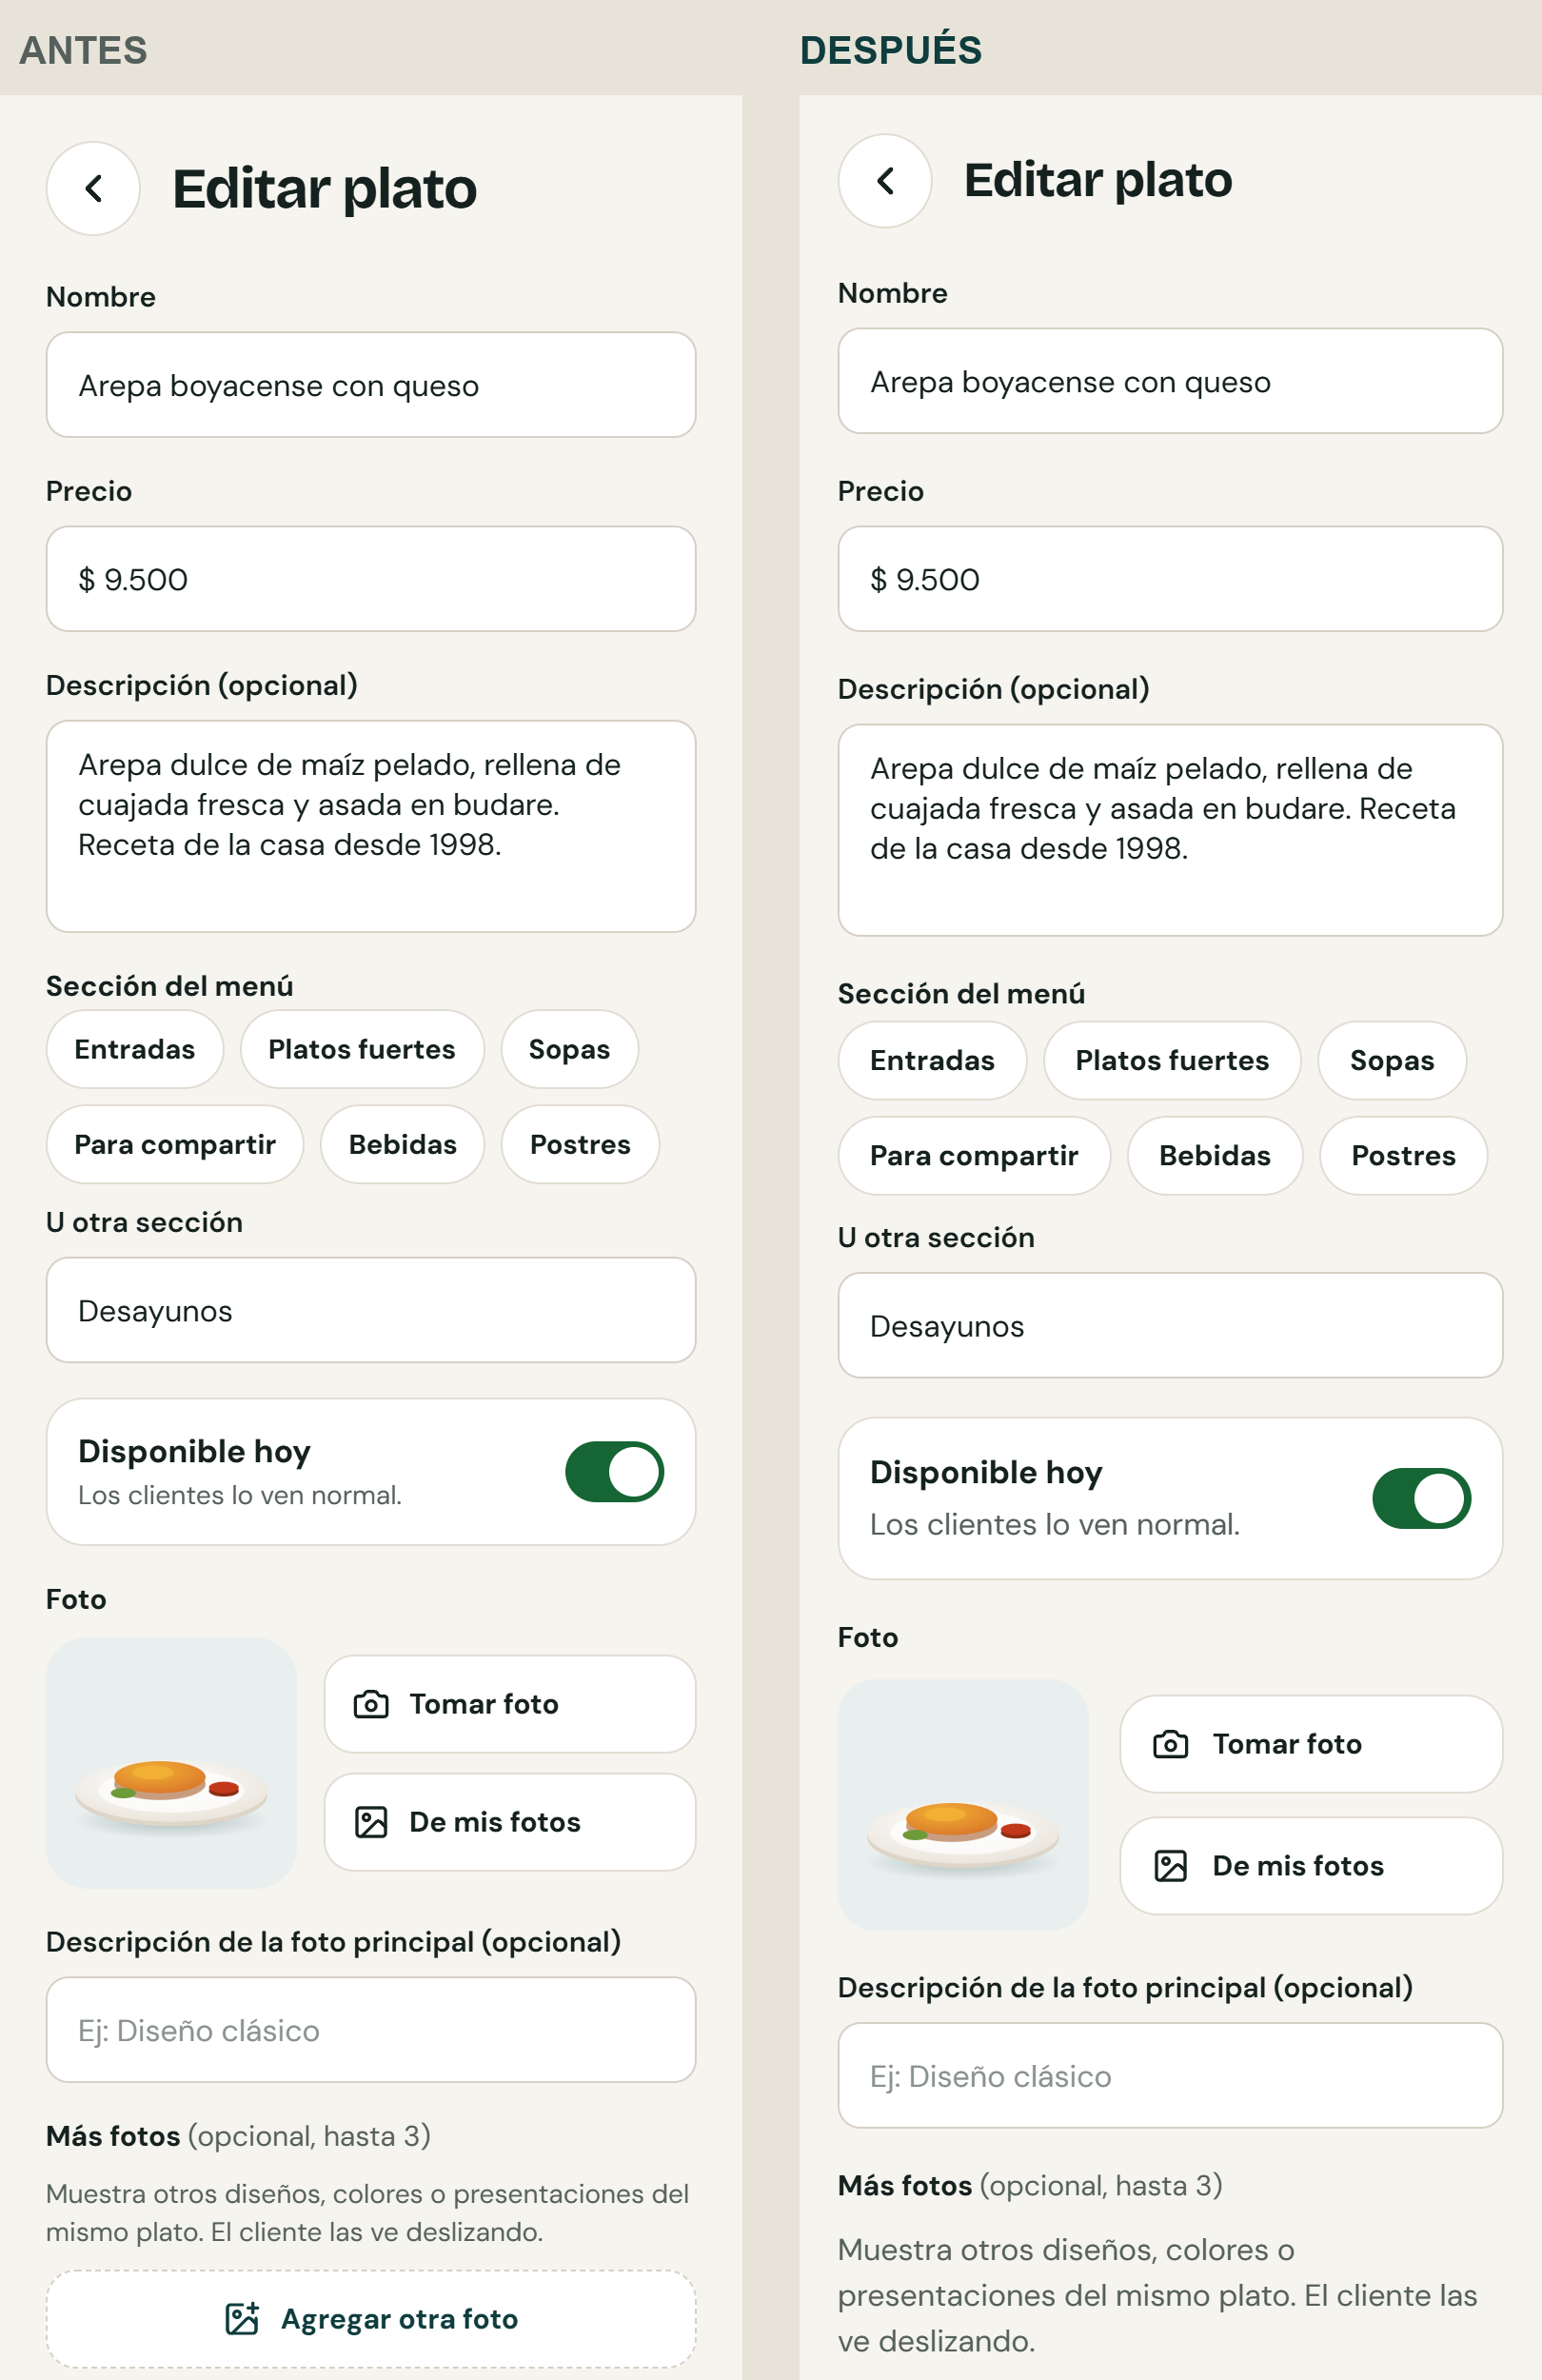 ANTES
Editar plato
Nombre
Arepa boyacense con queso
Precio
$ 9.500
Descripción (opcional)
Arepa dulce de maíz pelado, rellena de
cuajada fresca y asada en budare.
Receta de la casa desde 1998.
Sección del menú
Entradas
Platos fuertes
Sopas
Para compartir
Bebidas
Postres
U otra sección
Desayunos
Disponible hoy
Los clientes lo ven normal.
Foto
Tomar foto
De mis fotos
Descripción de la foto principal (opcional)
Ej: Diseño clásico
Más fotos (opcional, hasta 3)
Muestra otros diseños, colores o presentaciones del
mismo plato. El cliente las ve deslizando.
Agregar otra foto
DESPUÉS
Editar plato
Nombre
Arepa boyacense con queso
Precio
$ 9.500
Descripción (opcional)
Arepa dulce de maíz pelado, rellena de
cuajada fresca y asada en budare. Receta
de la casa desde 1998.
Sección del menú
Entradas
Platos fuertes
Sopas
Para compartir
Bebidas
Postres
U otra sección
Desayunos
Disponible hoy
Los clientes lo ven normal.
Foto
Tomar foto
De mis fotos
Descripción de la foto principal (opcional)
Ej: Diseño clásico
Más fotos (opcional, hasta 3)
Muestra otros diseños, colores o
presentaciones del mismo plato. El cliente las
ve deslizando.